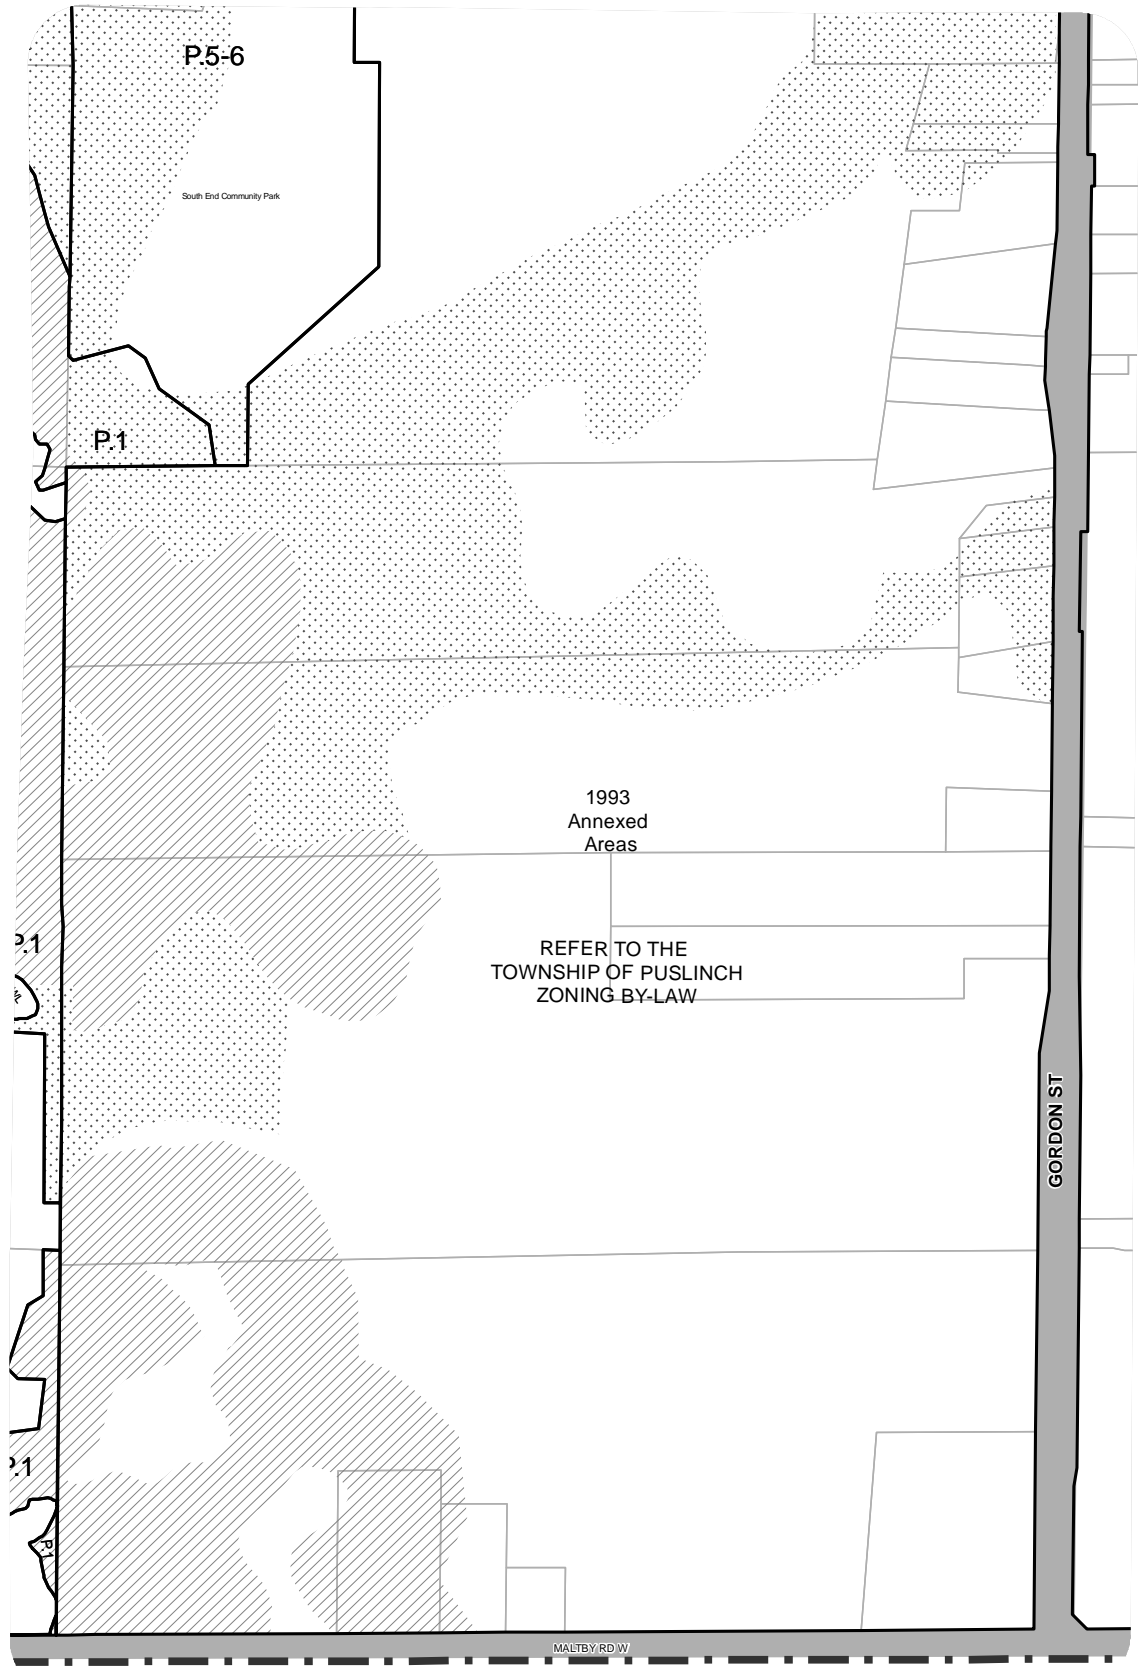 P.5-6
South End Community Park
P.1
1993
Annexed
Areas
P.1
REFER TO THE
TOWNSHIP OF PUSLINCH
ZONING BY-LAW
GORDON ST
P.1
P.1
MALTBY RD W